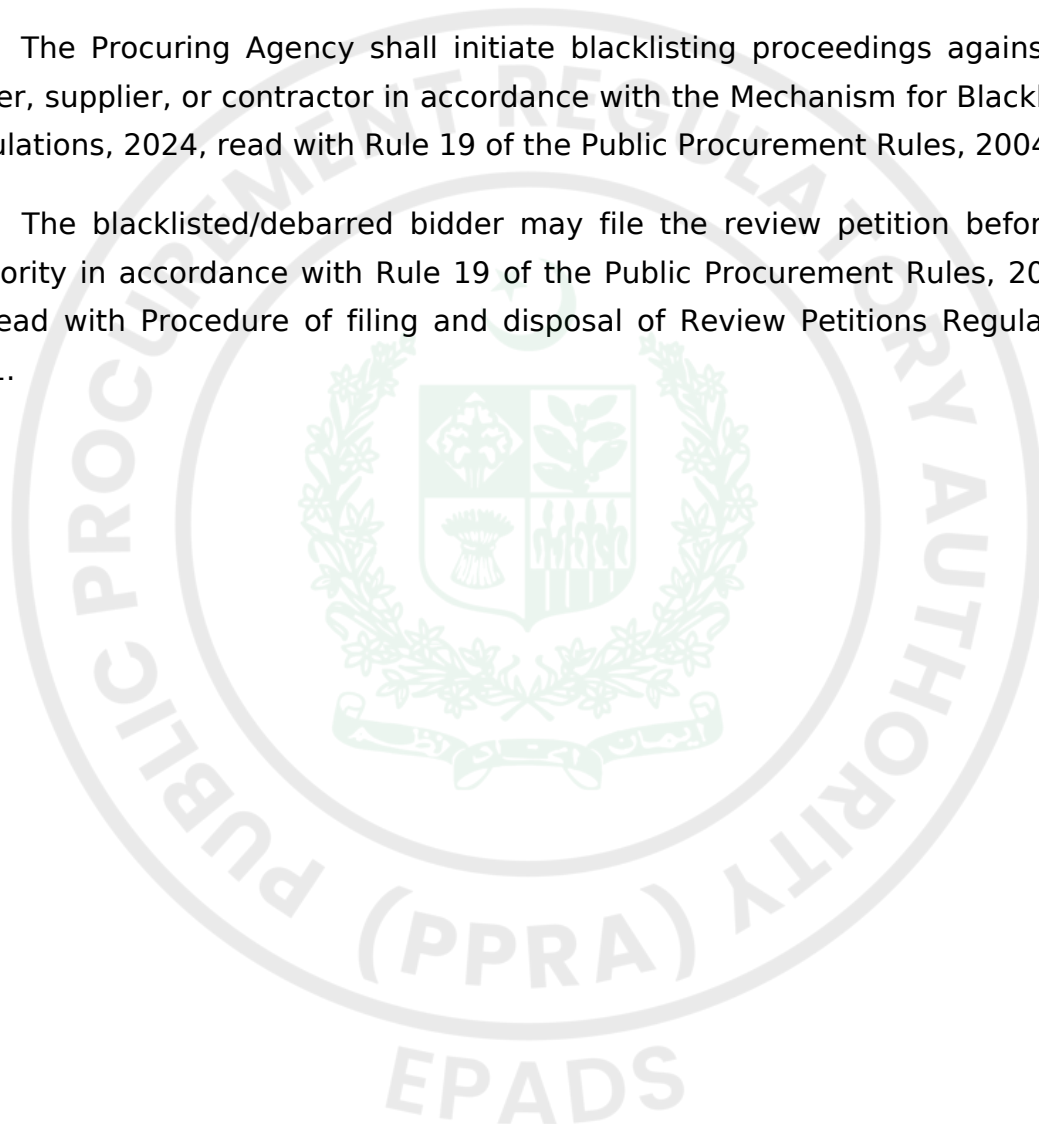 The Procuring Agency shall initiate blacklisting proceedings agains
er, supplier, or contractor in accordance with the Mechanism for Blackl
ulations, 2024, read with Rule 19 of the Public Procurement Rules, 2004
The blacklisted/debarred bidder may file the review petition befor
ority in accordance with Rule 19 of the Public Procurement Rules, 20
ead with Procedure of filing and disposal of Review Petitions Regula
.
PUBLIC PROCUREMENT REGULATORY AUTHORITY
(PPRA)
EPADS